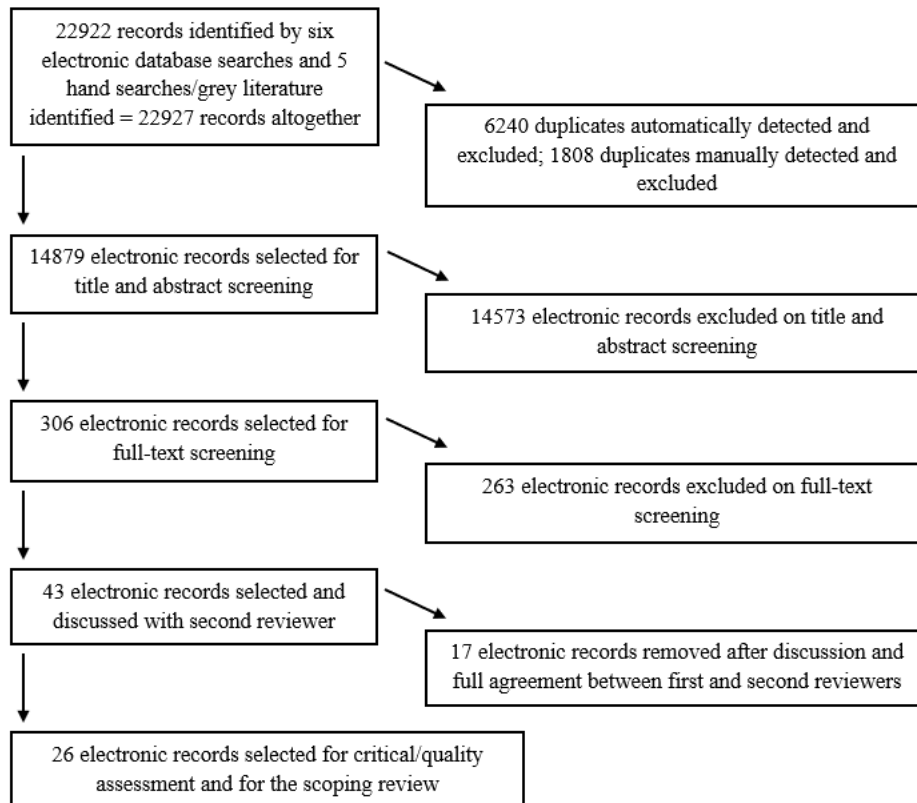 22922 records identified by six
electronic database searches and 5
hand searches/grey literature
identified = 22927 records altogether
6240 duplicates automatically detected and
excluded; 1808 duplicates manually detected and
excluded
14879 electronic records selected for
title and abstract screening
14573 electronic records excluded on title and
abstract screening
306 electronic records selected for
full-text screening
263 electronic records excluded on full-text
screening
43 electronic records selected and
discussed with second reviewer
17 electronic records removed after discussion and
full agreement between first and second reviewers
26 electronic records selected for critical/quality
assessment and for the scoping review